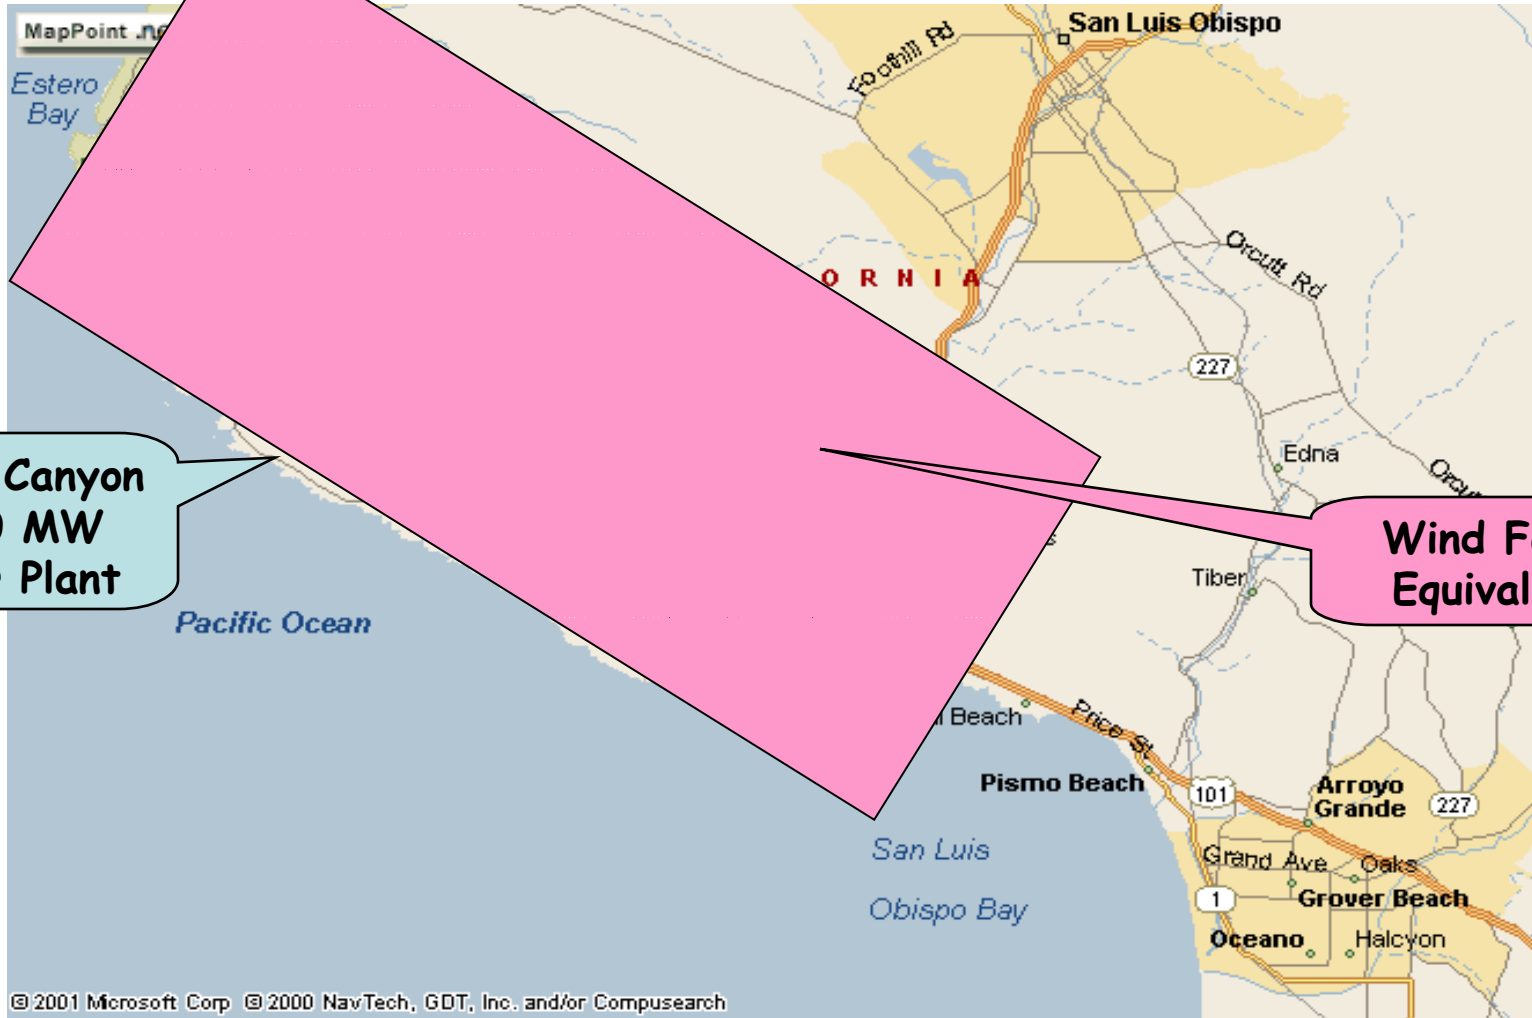 MapPoint
San Luis Obispo
Foothill Rd
Estero
Bay
O R N I A
Orcutt Rd
227
Edna
Canyon
MW
Plant
Wind
Tiber
Pacific Ocean
Beach
Price St
Pismo Beach
101
Arroyo
Grande
227
San Luis
Obispo Bay
Grand Ave
Oaks
1
Grover Beach
Oceano
Halcyon
© 2001 Microsoft Corp © 2000 NavTech, GDT, Inc. and/or Compusearch